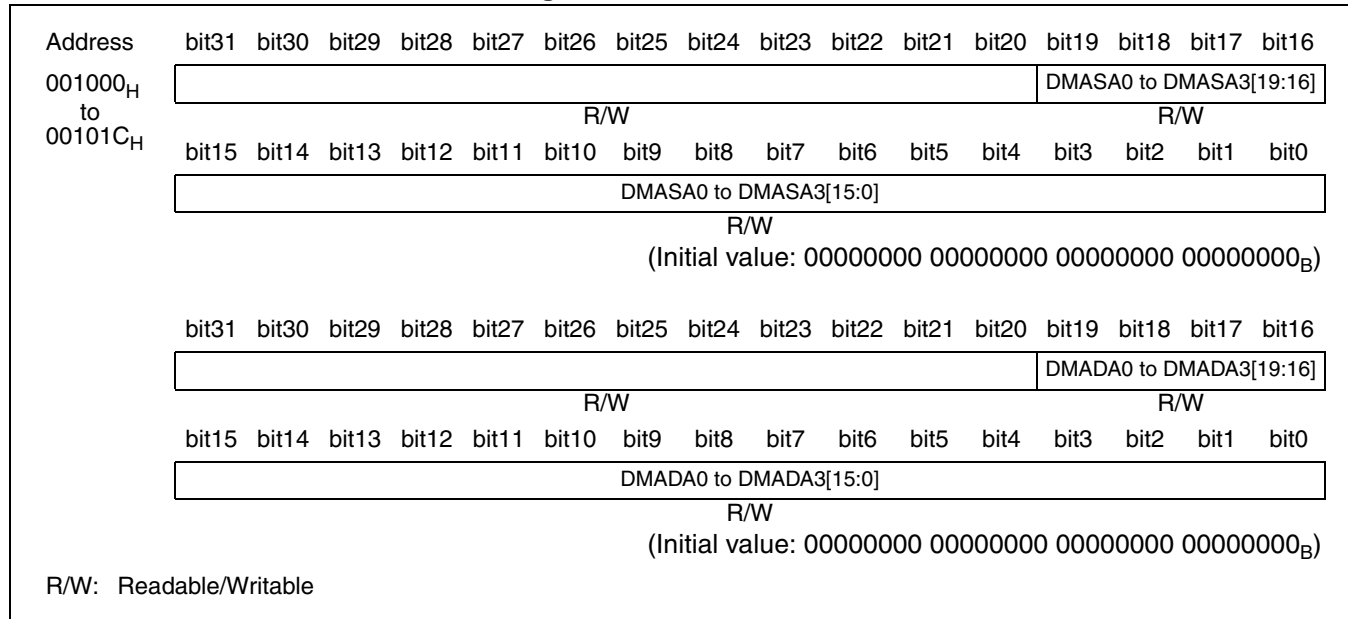 Address bit31 bit30 bit29 bit28 bit27 bit26 bit25 bit24 bit23 bit22 bit21 bit20 bit19 bit18 bit17 bit16
001000H DMASA0 to DMASA3[19:16]
to R/W R/W
00101CH
bit15 bit14 bit13 bit12 bit11 bit10 bit9 bit8 bit7 bit6 bit5 bit4 bit3 bit2 bit1 bit0
DMASA0 to DMASA3[15:0]
R/W
(Initial value: 00000000 00000000 00000000 00000000B)
bit31 bit30 bit29 bit28 bit27 bit26 bit25 bit24 bit23 bit22 bit21 bit20 bit19 bit18 bit17 bit16
DMADA0 to DMADA3[19:16]
R/W R/W
bit15 bit14 bit13 bit12 bit11 bit10 bit9 bit8 bit7 bit6 bit5 bit4 bit3 bit2 bit1 bit0
DMADA0 to DMADA3[15:0]
R/W
(Initial value: 00000000 00000000 00000000 00000000B)
R/W: Readable/Writable